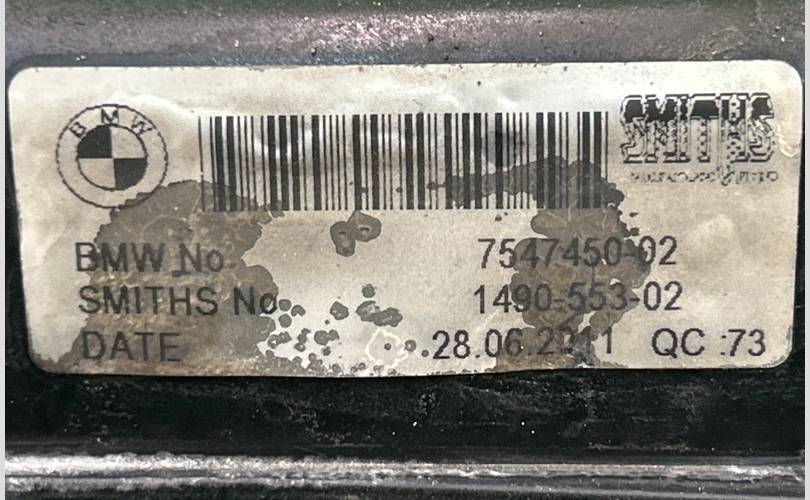 BMW
SMITHS
BMW No 7547450-02
SMITHS No 1490-553-02
DATE 28.06.2011 QC :73